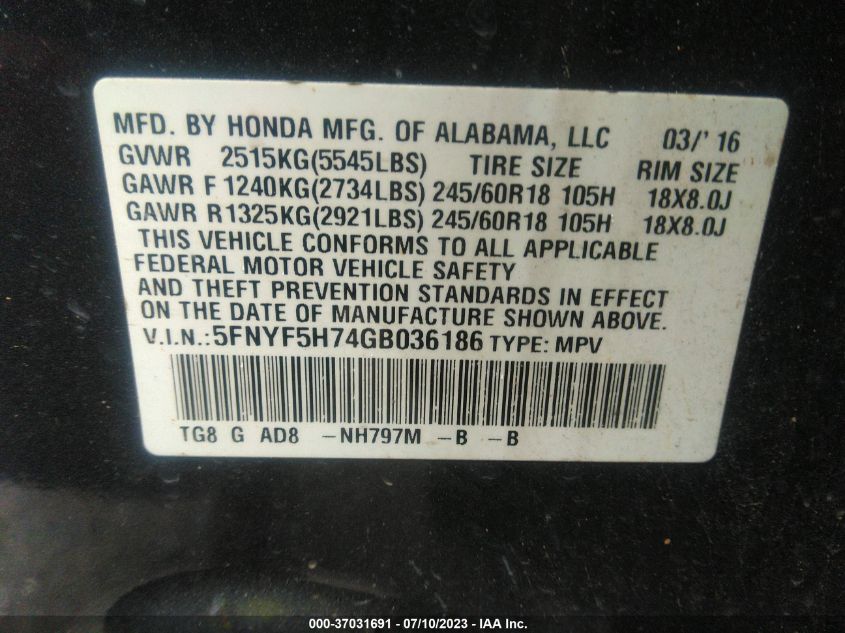 MFD. BY HONDA MFG. OF ALABAMA, LLC 03/' 16
GVWR 2515KG(5545LBS) TIRE SIZE RIM SIZE
GAWR F 1240KG(2734LBS) 245/60R18 105H 18X8.0J
GAWR R 1325KG(2921LBS) 245/60R18 105H 18X8.0J
THIS VEHICLE CONFORMS TO ALL APPLICABLE
FEDERAL MOTOR VEHICLE SAFETY
AND THEFT PREVENTION STANDARDS IN EFFECT
ON THE DATE OF MANUFACTURE SHOWN ABOVE.
V.I.N.:5FNYF5H74GB036186 TYPE: MPV
TG8 G AD8 -NH797M -B -B
000-37031691 - 07/10/2023 - IAA Inc.